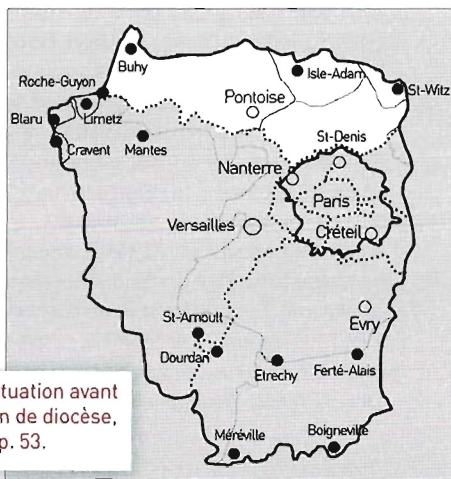 Buhy
Isle-Adam
Roche-Guyon
St-Witz
Pontoise
Blaru
Limetz
St-Denis
Cravent
Mantes
Nanterre
Paris
Versailles
Créteil
St-Arnoult
Evry
Dourdan
Etrechy
Ferté-Alais
tuation avant
n de diocèse,
p. 53.
Méréville
Boigneville